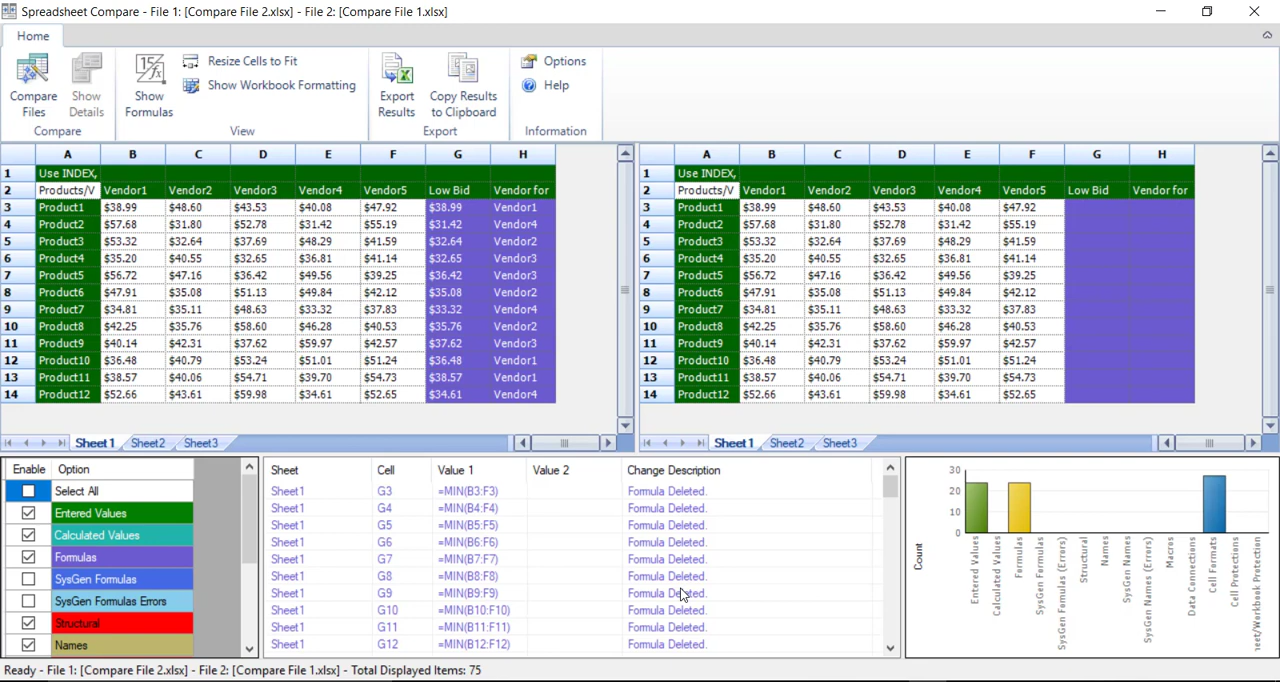 Spreadsheet Compare - File 1: [Compare File 2.xlsx] - File 2: [Compare File 1.xlsx]
Home
Compare Files
Show Details
Show Formulas
Resize Cells to Fit
Show Workbook Formatting
Export Results
Copy Results to Clipboard
Options
Help
Compare
View
Export
Information
A B C D E F G H
1 Use INDEX,
2 Products/V Vendor1 Vendor2 Vendor3 Vendor4 Vendor5 Low Bid Vendor for
3 Product1 $38.99 $48.60 $43.53 $40.08 $47.92 $38.99 Vendor1
4 Product2 $57.68 $31.80 $52.78 $31.42 $55.19 $31.42 Vendor4
5 Product3 $53.32 $32.64 $37.69 $48.29 $41.59 $32.64 Vendor2
6 Product4 $35.20 $40.55 $32.65 $36.81 $41.14 $32.65 Vendor3
7 Product5 $56.72 $47.16 $36.42 $49.56 $39.25 $36.42 Vendor3
8 Product6 $47.91 $35.08 $51.13 $49.84 $42.12 $35.08 Vendor2
9 Product7 $34.81 $35.11 $48.63 $33.32 $37.83 $33.32 Vendor4
10 Product8 $42.25 $35.76 $58.60 $46.28 $40.53 $35.76 Vendor2
11 Product9 $40.14 $42.31 $37.62 $59.97 $42.57 $37.62 Vendor3
12 Product10 $36.48 $40.79 $53.24 $51.01 $51.24 $36.48 Vendor1
13 Product11 $38.57 $40.06 $54.71 $39.70 $54.73 $38.57 Vendor1
14 Product12 $52.66 $43.61 $59.98 $34.61 $52.65 $34.61 Vendor4
Sheet1 Sheet2 Sheet3
A B C D E F G H
1 Use INDEX,
2 Products/V Vendor1 Vendor2 Vendor3 Vendor4 Vendor5 Low Bid Vendor for
3 Product1 $38.99 $48.60 $43.53 $40.08 $47.92
4 Product2 $57.68 $31.80 $52.78 $31.42 $55.19
5 Product3 $53.32 $32.64 $37.69 $48.29 $41.59
6 Product4 $35.20 $40.55 $32.65 $36.81 $41.14
7 Product5 $56.72 $47.16 $36.42 $49.56 $39.25
8 Product6 $47.91 $35.08 $51.13 $49.84 $42.12
9 Product7 $34.81 $35.11 $48.63 $33.32 $37.83
10 Product8 $42.25 $35.76 $58.60 $46.28 $40.53
11 Product9 $40.14 $42.31 $37.62 $59.97 $42.57
12 Product10 $36.48 $40.79 $53.24 $51.01 $51.24
13 Product11 $38.57 $40.06 $54.71 $39.70 $54.73
14 Product12 $52.66 $43.61 $59.98 $34.61 $52.65
Sheet1 Sheet2 Sheet3
Enable Option
Select All
Entered Values
Calculated Values
Formulas
SysGen Formulas
SysGen Formulas Errors
Structural
Names
Sheet Cell Value 1 Value 2 Change Description
Sheet1 G3 =MIN(B3:F3) Formula Deleted.
Sheet1 G4 =MIN(B4:F4) Formula Deleted.
Sheet1 G5 =MIN(B5:F5) Formula Deleted.
Sheet1 G6 =MIN(B6:F6) Formula Deleted.
Sheet1 G7 =MIN(B7:F7) Formula Deleted.
Sheet1 G8 =MIN(B8:F8) Formula Deleted.
Sheet1 G9 =MIN(B9:F9) Formula Deleted.
Sheet1 G10 =MIN(B10:F10) Formula Deleted.
Sheet1 G11 =MIN(B11:F11) Formula Deleted.
Sheet1 G12 =MIN(B12:F12) Formula Deleted.
Count
30
20
10
0
Entered Values
Calculated Values
Formulas
SysGen Formulas
SysGen Fomulas (Errors)
Structural
Names
SysGen Names
SysGen Names (Errors)
Macros
Data Connections
Cell Formats
Cell Protections
neet/Workbook Protection
Ready - File 1: [Compare File 2.xlsx] - File 2: [Compare File 1.xlsx] - Total Displayed Items: 75